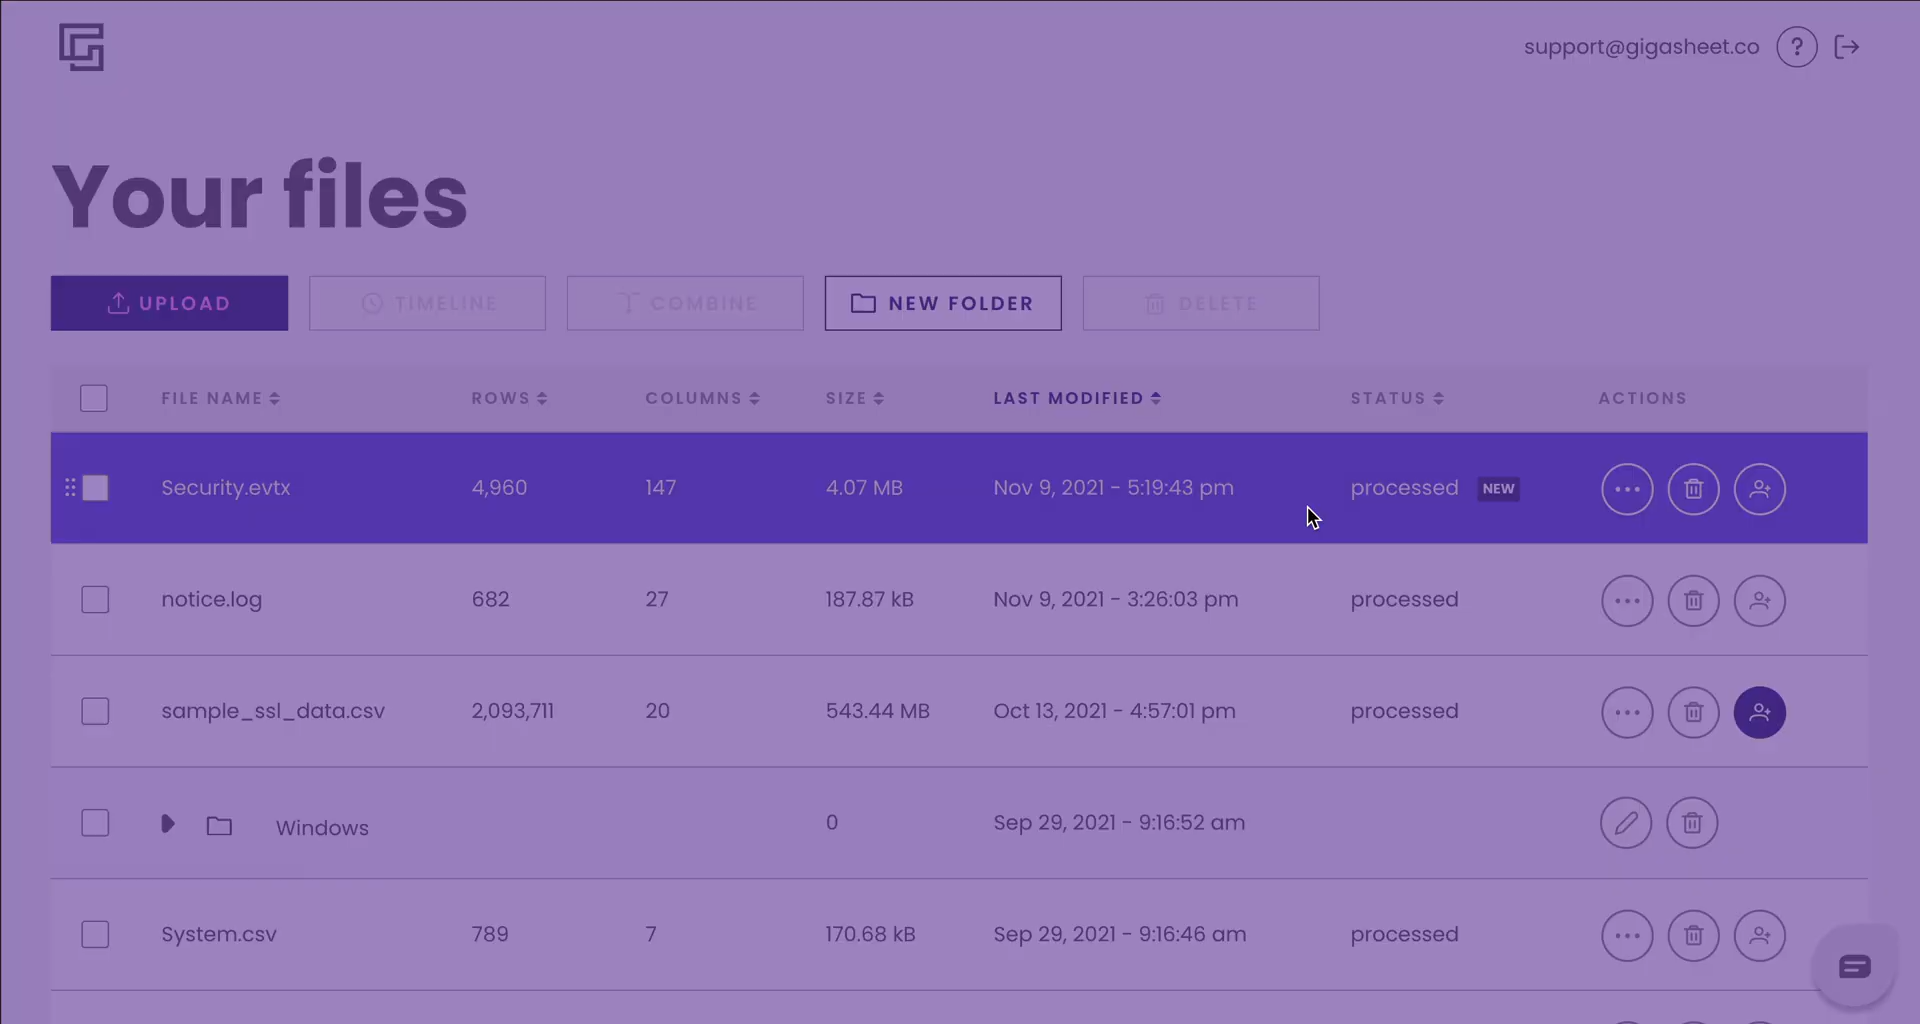 support@gigasheet.co ?
Your files
UPLOAD TIMELINE COMBINE NEW FOLDER DELETE
FILE NAME ROWS COLUMNS SIZE LAST MODIFIED STATUS ACTIONS
Security.evtx 4,960 147 4.07 MB Nov 9, 2021 - 5:19:43 pm processed NEW
notice.log 682 27 187.87 kB Nov 9, 2021 - 3:26:03 pm processed
sample_ssl_data.csv 2,093,711 20 543.44 MB Oct 13, 2021 - 4:57:01 pm processed
Windows 0 Sep 29, 2021 - 9:16:52 am
System.csv 789 7 170.68 kB Sep 29, 2021 - 9:16:46 am processed